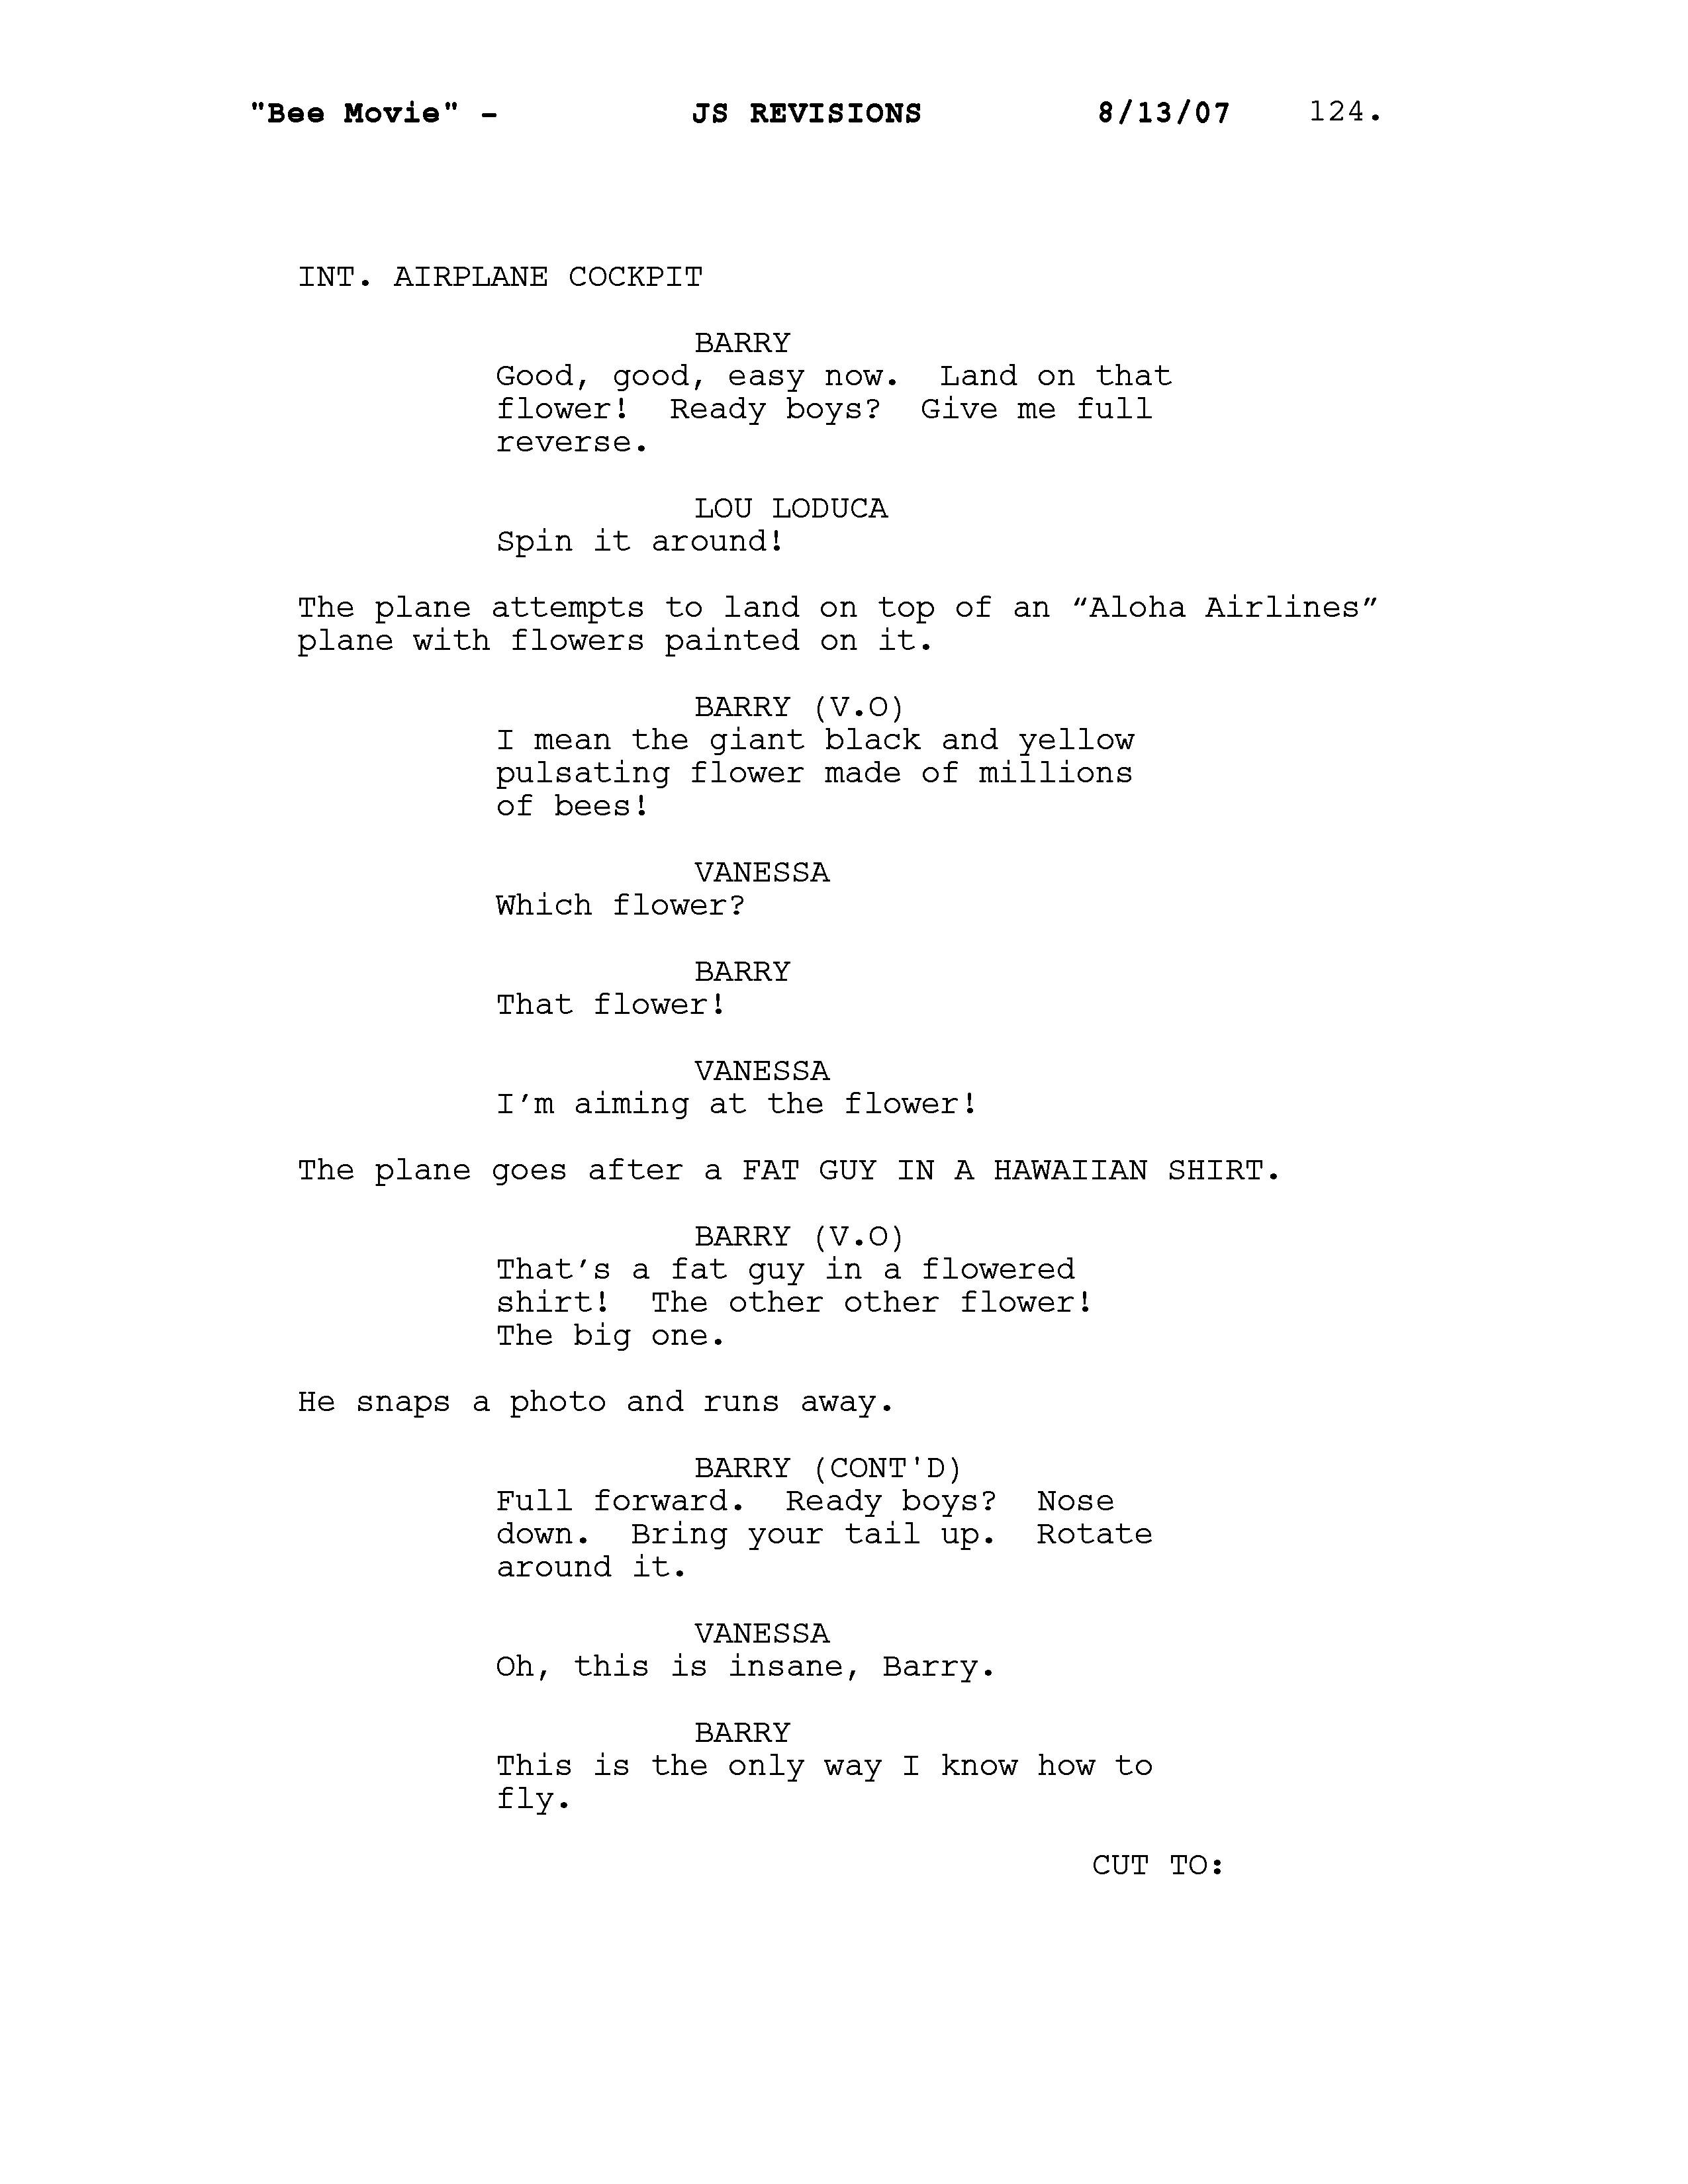 "Bee Movie" - JS REVISIONS 8/13/07 124.
INT. AIRPLANE COCKPIT
BARRY
Good, good, easy now. Land on that
flower! Ready boys? Give me full
reverse.
LOU LODUCA
Spin it around!
The plane attempts to land on top of an “Aloha Airlines”
plane with flowers painted on it.
BARRY (V.O)
I mean the giant black and yellow
pulsating flower made of millions
of bees!
VANESSA
Which flower?
BARRY
That flower!
VANESSA
I’m aiming at the flower!
The plane goes after a FAT GUY IN A HAWAIIAN SHIRT.
BARRY (V.O)
That’s a fat guy in a flowered
shirt! The other other flower!
The big one.
He snaps a photo and runs away.
BARRY (CONT'D)
Full forward. Ready boys? Nose
down. Bring your tail up. Rotate
around it.
VANESSA
Oh, this is insane, Barry.
BARRY
This is the only way I know how to
fly.
CUT TO: